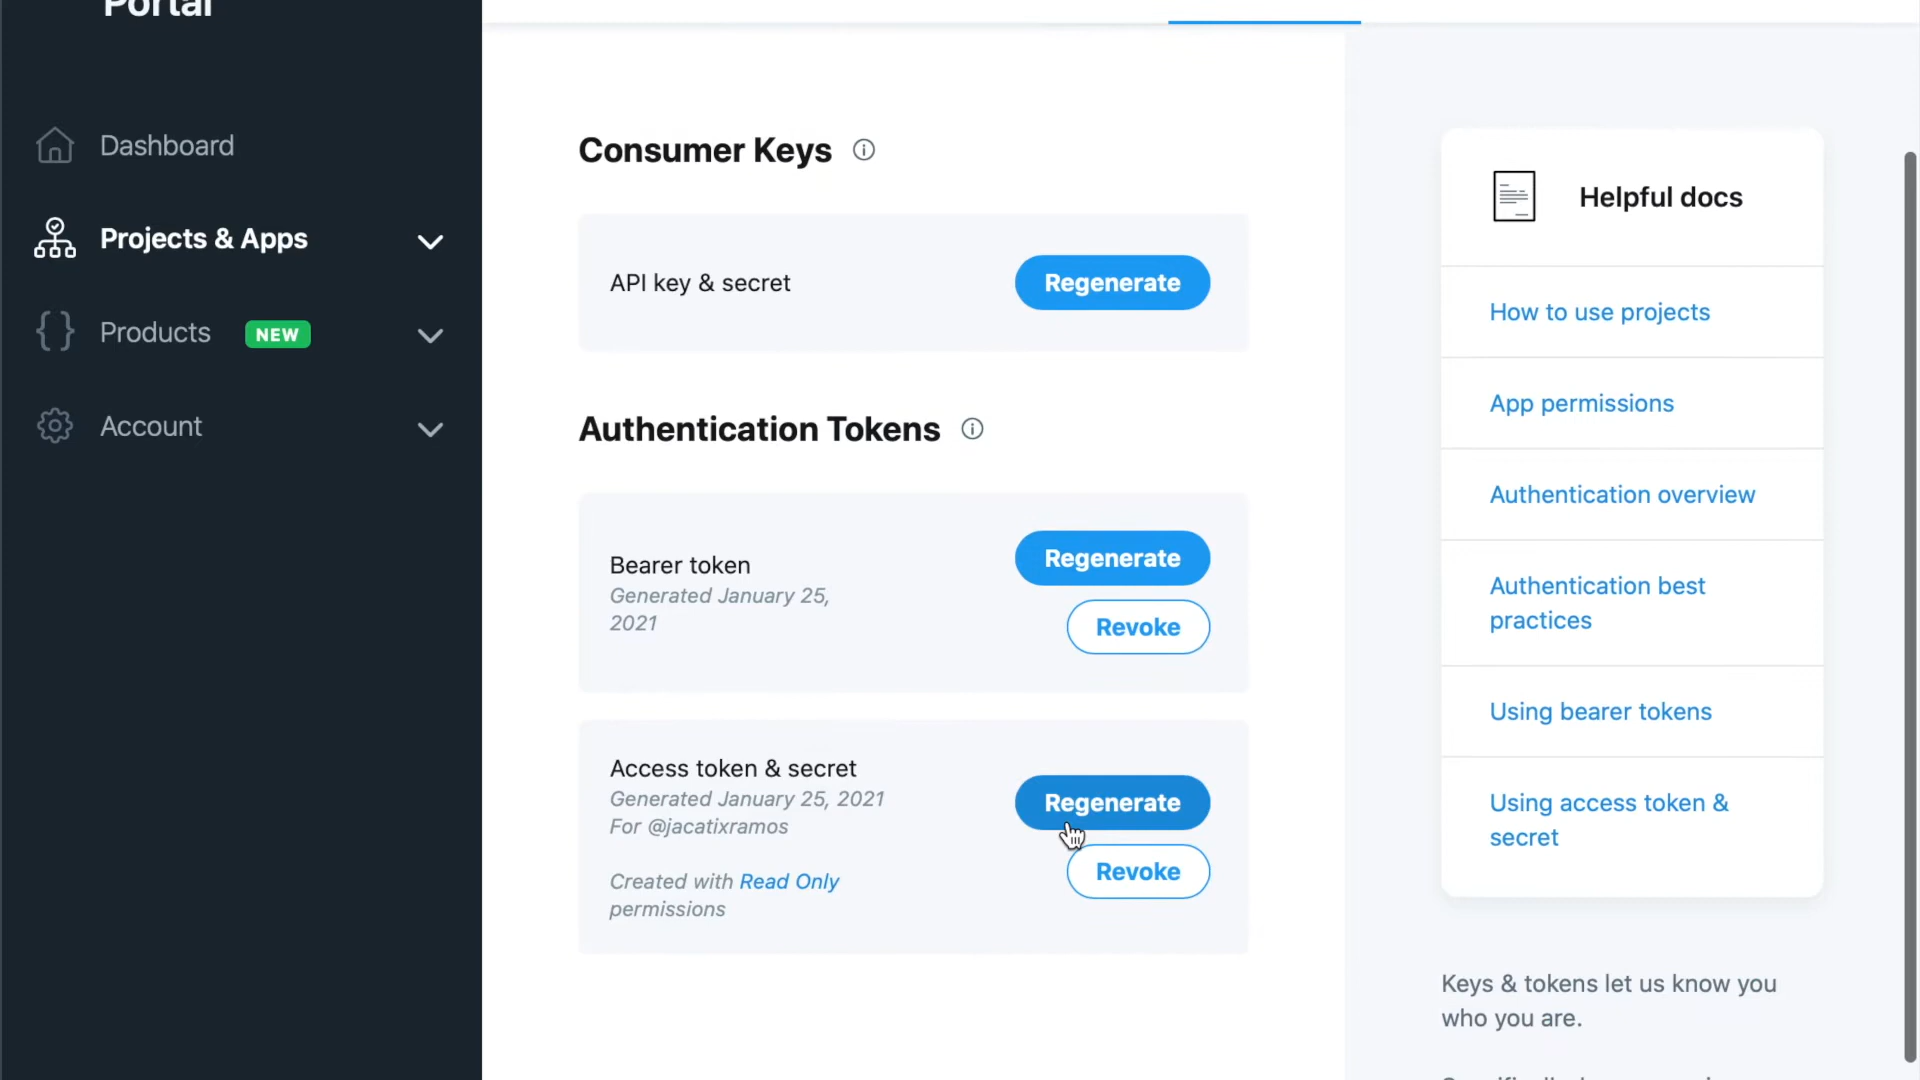 Portal
Dashboard
Projects & Apps
Products NEW
Account
Consumer Keys
API key & secret
Regenerate
Authentication Tokens
Bearer token
Generated January 25,
2021
Regenerate
Revoke
Access token & secret
Generated January 25, 2021
For @jacatixramos
Created with Read Only
permissions
Regenerate
Revoke
Helpful docs
How to use projects
App permissions
Authentication overview
Authentication best
practices
Using bearer tokens
Using access token &
secret
Keys & tokens let us know you
who you are.